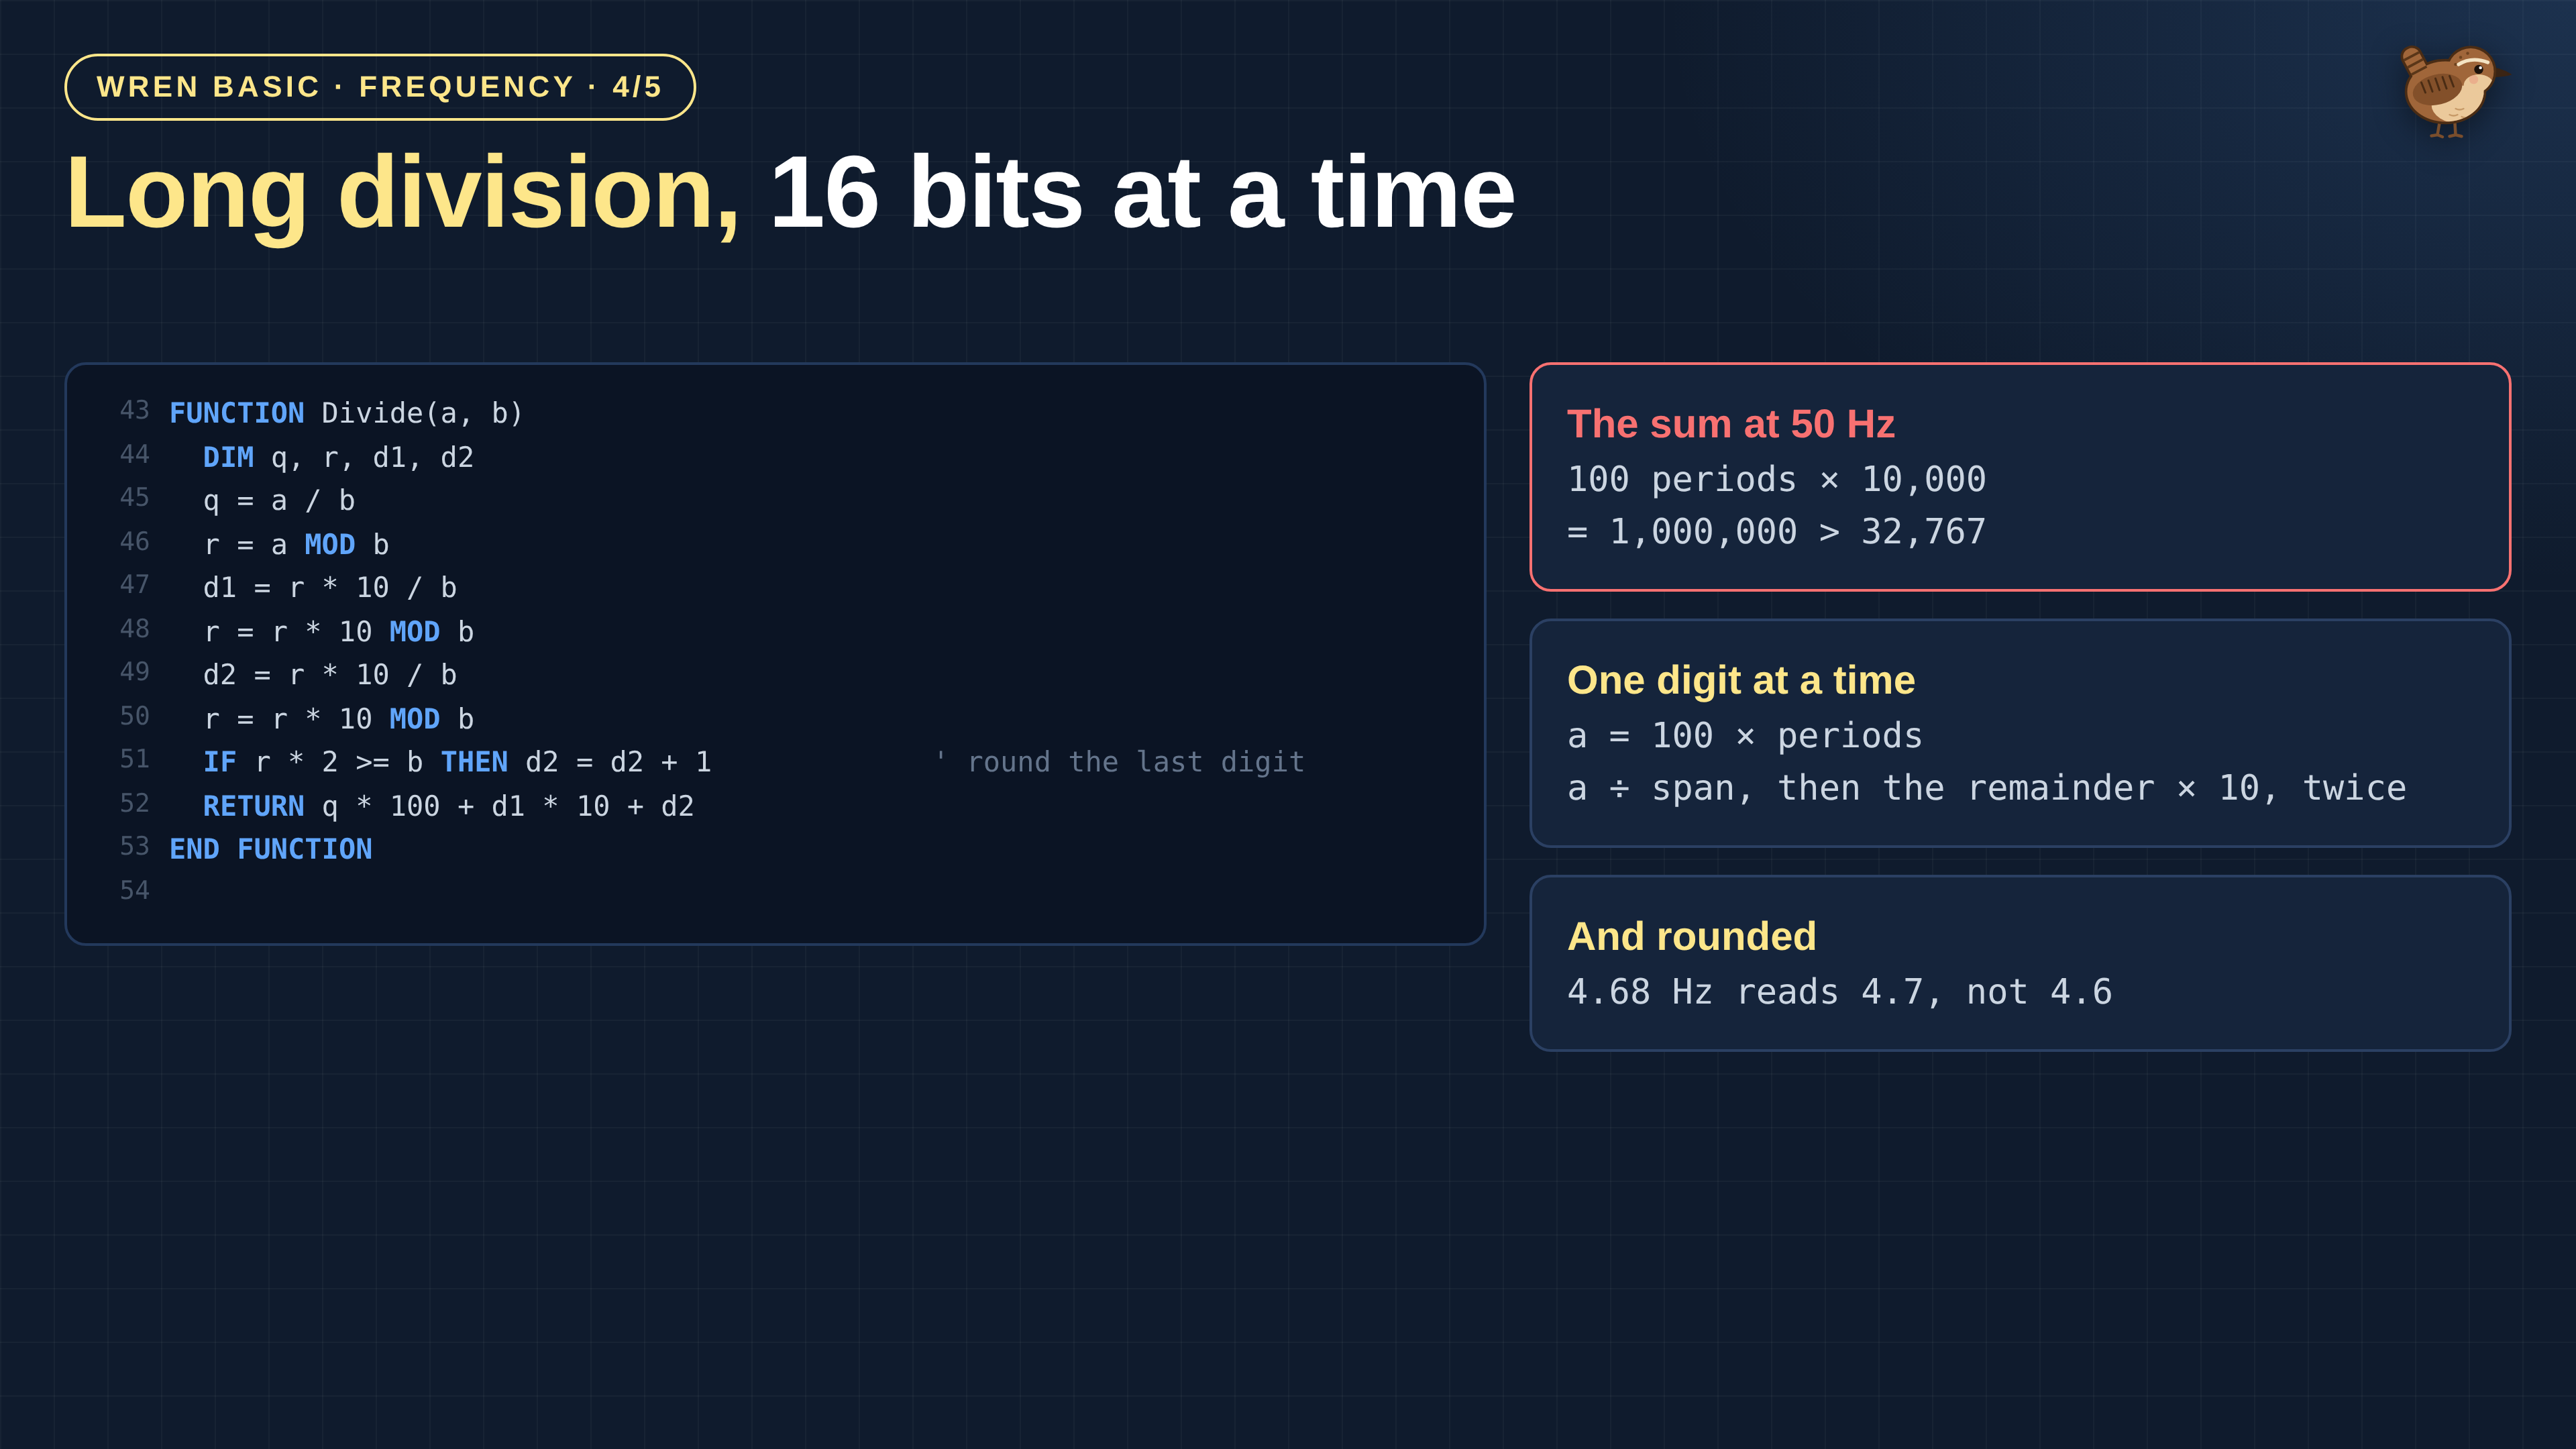 WREN BASIC · FREQUENCY · 4/5
Long division, 16 bits at a time
43 FUNCTION Divide(a, b)
44   DIM q, r, d1, d2
45   q = a / b
46   r = a MOD b
47   d1 = r * 10 / b
48   r = r * 10 MOD b
49   d2 = r * 10 / b
50   r = r * 10 MOD b
51   IF r * 2 >= b THEN d2 = d2 + 1             ' round the last digit
52   RETURN q * 100 + d1 * 10 + d2
53 END FUNCTION
54
The sum at 50 Hz
100 periods × 10,000
= 1,000,000 > 32,767
One digit at a time
a = 100 × periods
a ÷ span, then the remainder × 10, twice
And rounded
4.68 Hz reads 4.7, not 4.6